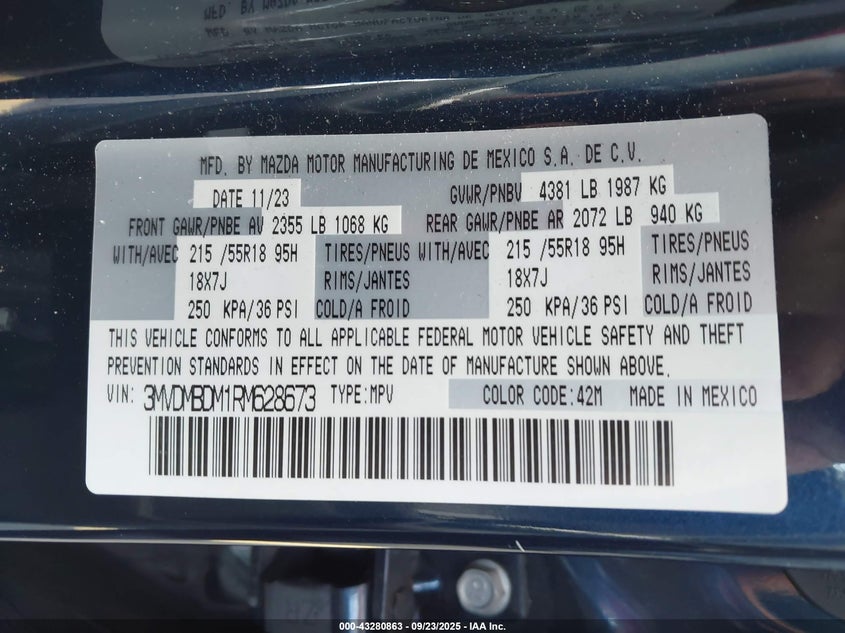 MFD. BY MAZDA MOTOR MANUFACTURING DE MEXICO S.A. DE C.V.
DATE 11/23 GVWR/PNBV 4381 LB 1987 KG
FRONT GAWR/PNBE AV 2355 LB 1068 KG REAR GAWR/PNBE AR 2072 LB 940 KG
WITH/AVEC 215 /55R18 95H TIRES/PNEUS WITH/AVEC 215 /55R18 95H TIRES/PNEUS
18X7J RIMS/JANTES 18X7J RIMS/JANTES
250 KPA/36 PSI COLD/A FROID 250 KPA/36 PSI COLD/A FROID
THIS VEHICLE CONFORMS TO ALL APPLICABLE FEDERAL MOTOR VEHICLE SAFETY AND THEFT
PREVENTION STANDARDS IN EFFECT ON THE DATE OF MANUFACTURE SHOWN ABOVE.
VIN: 3MVDMBDM1RM628673 TYPE:MPV COLOR CODE:42M MADE IN MEXICO
000-43280863 - 09/23/2025 - IAA Inc.